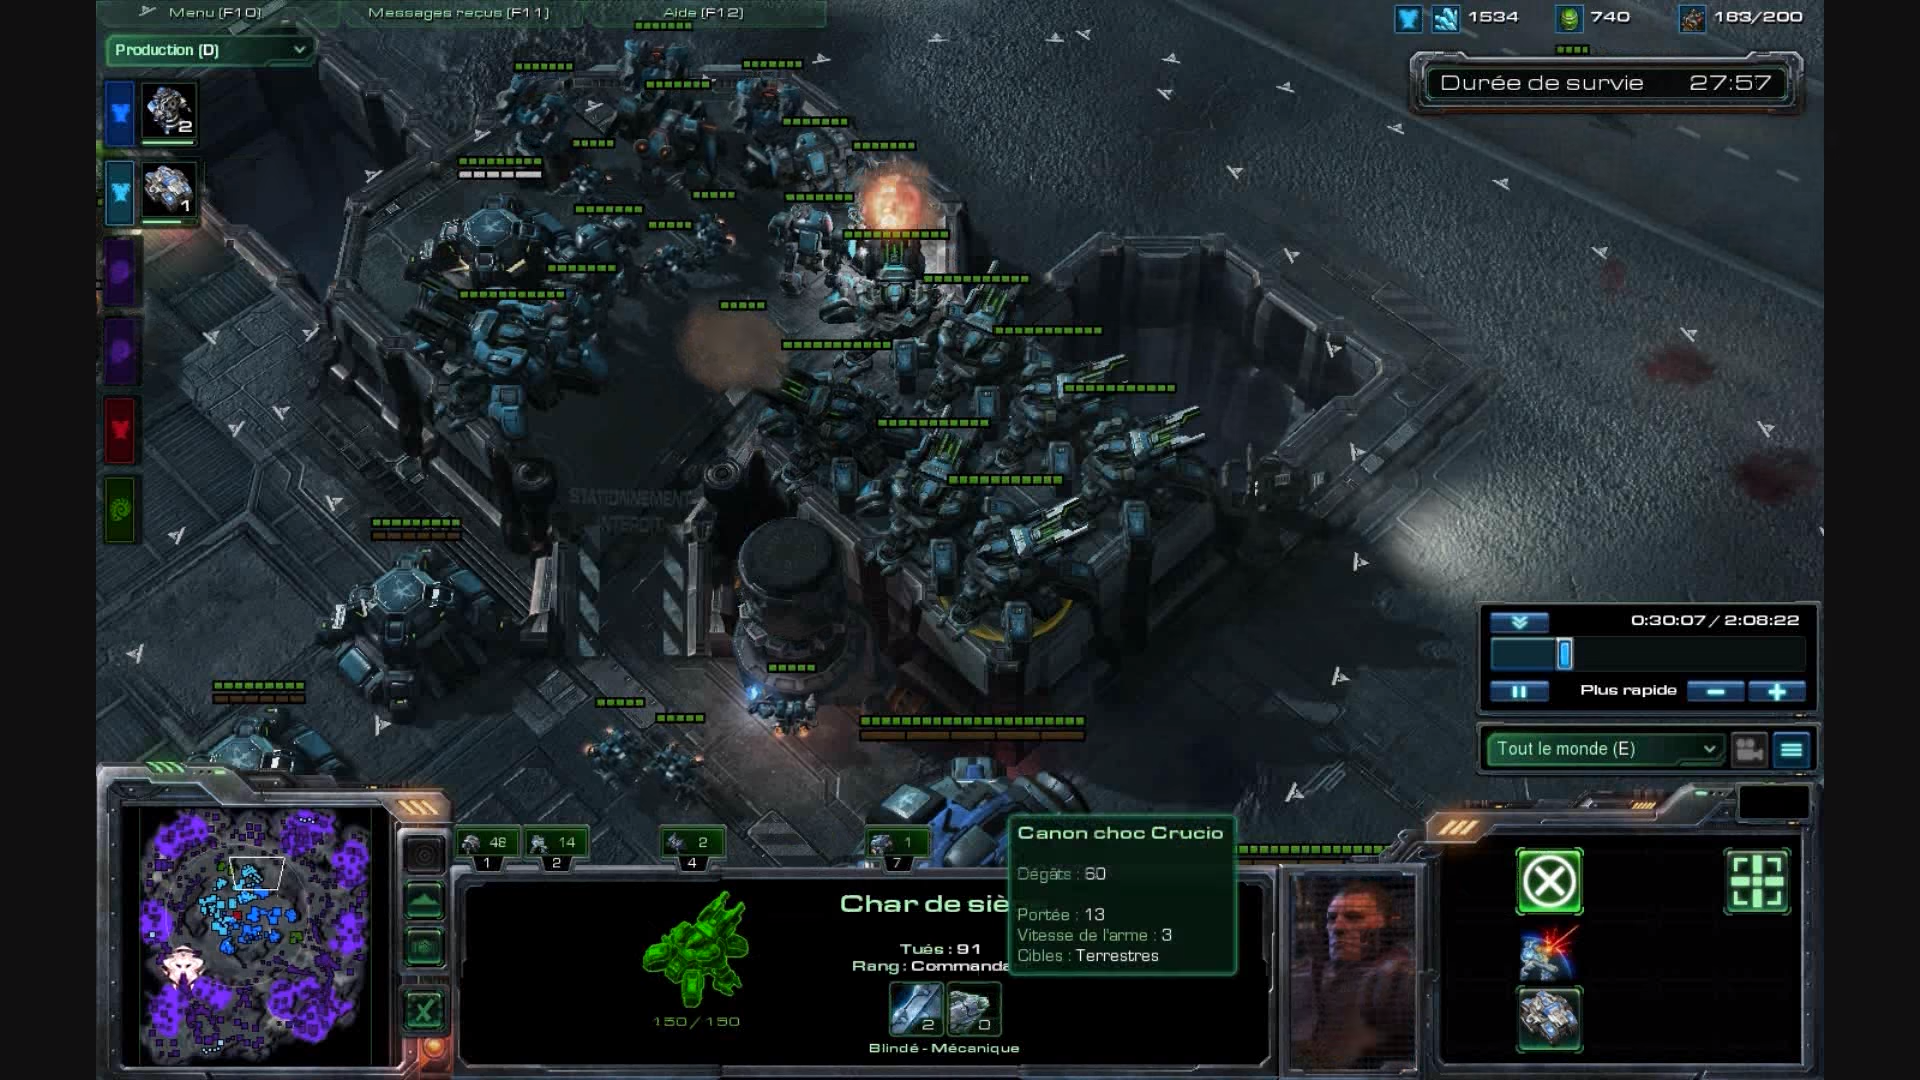 Menu (F10)
Messages reçus (F11)
Aide (F12)
1534
740
183/200
Production (D)
2
1
Durée de survie 27:57
STATIONNEMENT
INTERDIT
0:30:07 / 2:08:22
Plus rapide
Tout le monde (E)
48
14
2
1
1
2
4
7
Canon choc Crucio
Dégâts : 60
Portée : 13
Vitesse de l'arme : 3
Cibles : Terrestres
Char de siè
Tués : 91
Rang : Commanda
150 / 150
2
0
Blindé - Mécanique